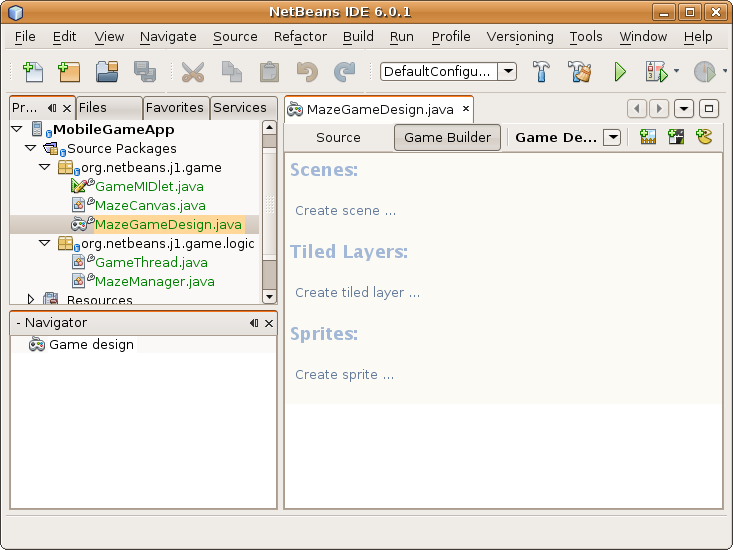 NetBeans IDE 6.0.1
File Edit View Navigate Source Refactor Build Run Profile Versioning Tools Window Help
DefaultConfigu...
Pr... Files Favorites Services
MobileGameApp
Source Packages
org.netbeans.j1.game
GameMIDlet.java
MazeCanvas.java
MazeGameDesign.java
org.netbeans.j1.game.logic
GameThread.java
MazeManager.java
Resources
- Navigator
Game design
MazeGameDesign.java
Source Game Builder Game De...
Scenes:
Create scene ...
Tiled Layers:
Create tiled layer ...
Sprites:
Create sprite ...